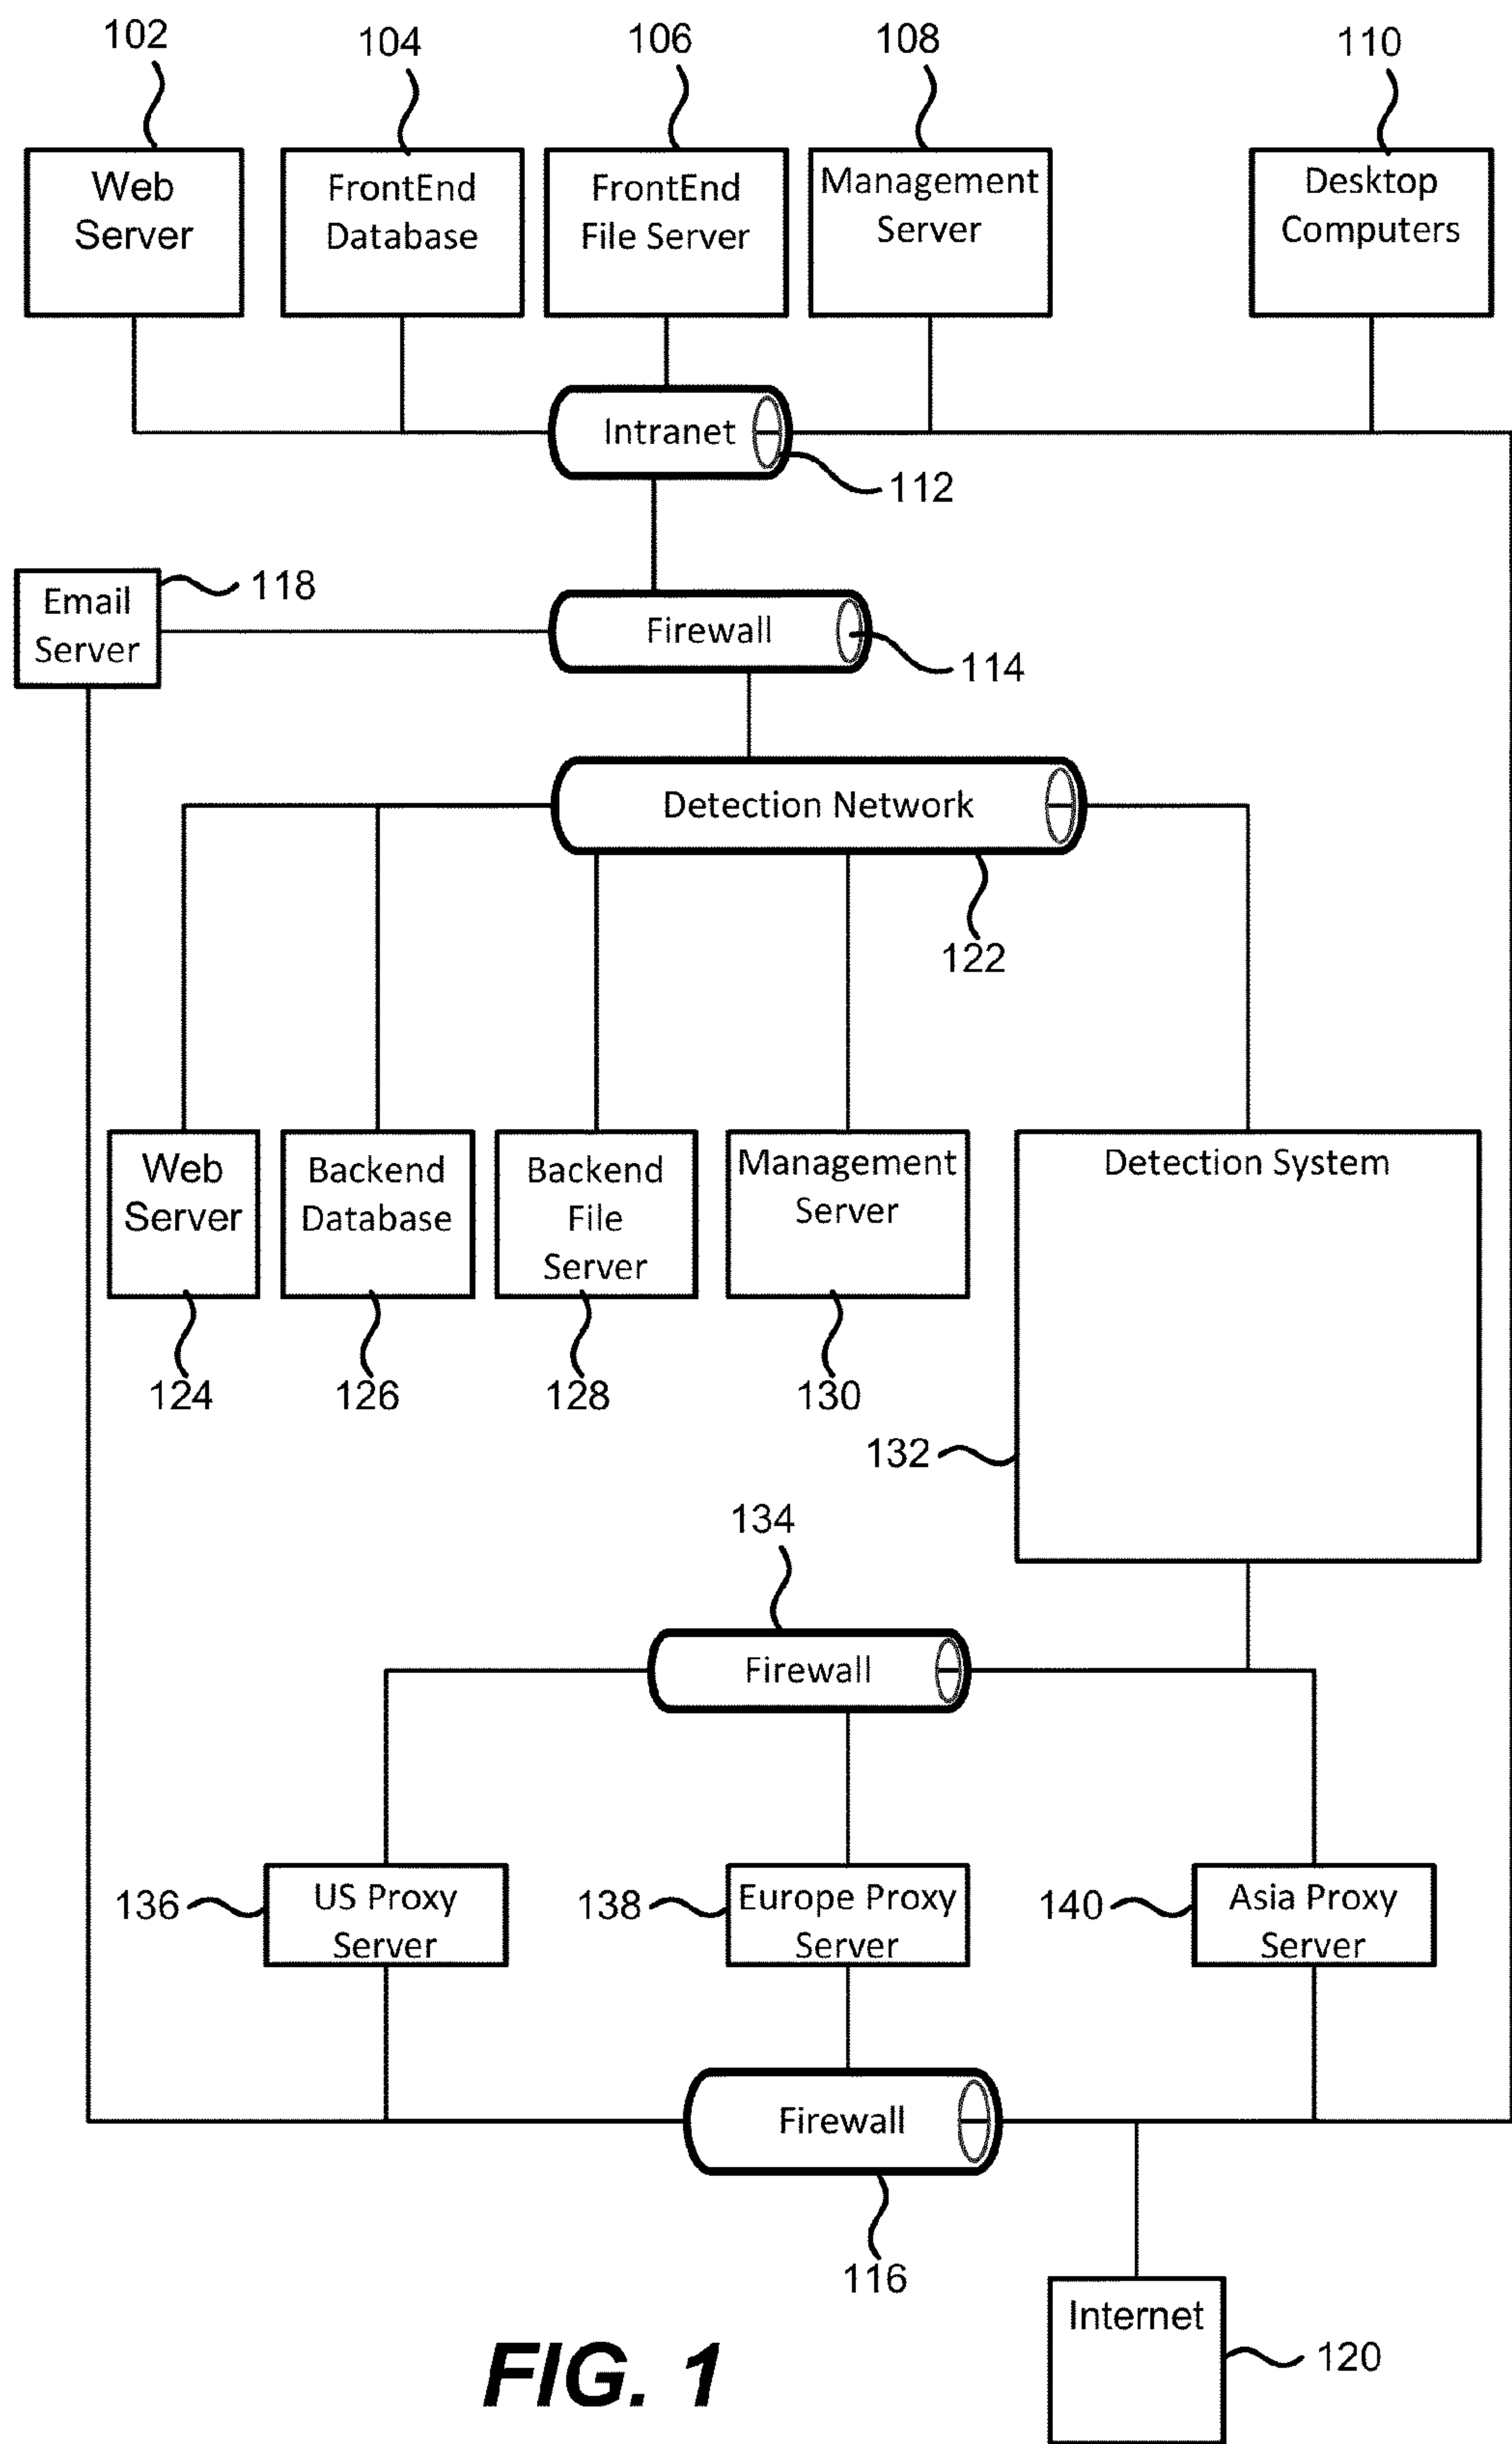 102
104
106
108
110
Web
Server
FrontEnd
Database
FrontEnd
File Server
Management
Server
Desktop
Computers
Intranet
112
Email
Server
118
Firewall
114
Detection Network
122
Web
Server
Backend
Database
Backend
File
Server
Management
Server
Detection System
124
126
128
130
132
134
Firewall
136
US Proxy
Server
138
Europe Proxy
Server
140
Asia Proxy
Server
Firewall
116
Internet
120
FIG. 1